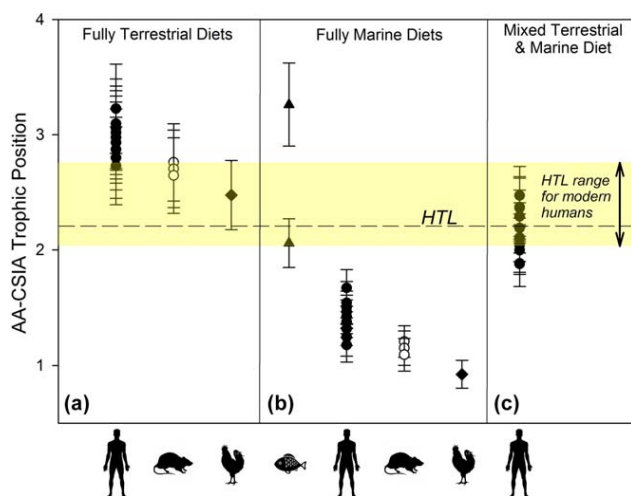 Fully Terrestrial Diets
Fully Marine Diets
Mixed Terrestrial
& Marine Diet
4
3
2
1
AA-CSIA Trophic Position
HTL
HTL range
for modern
humans
(a)
(b)
(c)